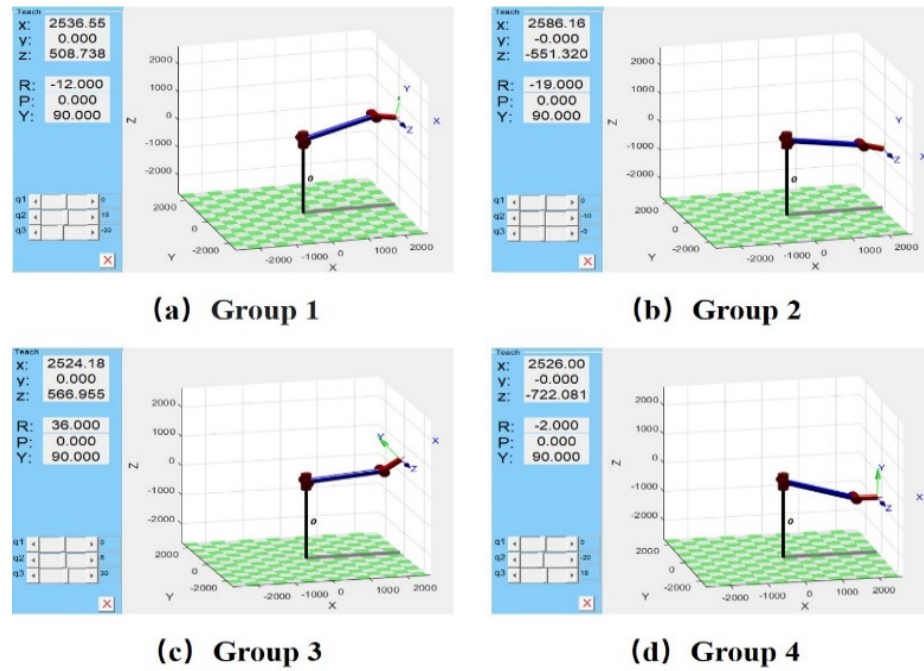 Teach
x: 2536.55
y: 0.000
z: 508.738
R: -12.000
P: 0.000
Y: 90.000
q1 0
q2 18
q3 -30
2000
1000
0
-1000
-2000
Z
2000
0
-2000
Y
-2000 -1000 0 1000 2000
X
0
Y
Z
X
(a) Group 1
Teach
x: 2586.16
y: -0.000
z: -551.320
R: -19.000
P: 0.000
Y: 90.000
q1 0
q2 -10
q3
2000
1000
0
-1000
-2000
Z
2000
0
-2000
Y
-2000 -1000 0 1000 2000
X
0
Y
Z
X
(b) Group 2
Teach
x: 2524.18
y: 0.000
z: 566.955
R: 36.000
P: 0.000
Y: 90.000
q1 0
q2 6
q3 30
2000
1000
0
-1000
-2000
Z
2000
0
-2000
Y
-2000 -1000 0 1000 2000
X
0
Y
Z
X
(c) Group 3
Teach
x: 2526.00
y: -0.000
z: -722.081
R: -2.000
P: 0.000
Y: 90.000
q1 0
q2 -20
q3 18
2000
1000
0
-1000
-2000
Z
2000
0
-2000
Y
-2000 -1000 0 1000 2000
X
0
Y
Z
X
(d) Group 4